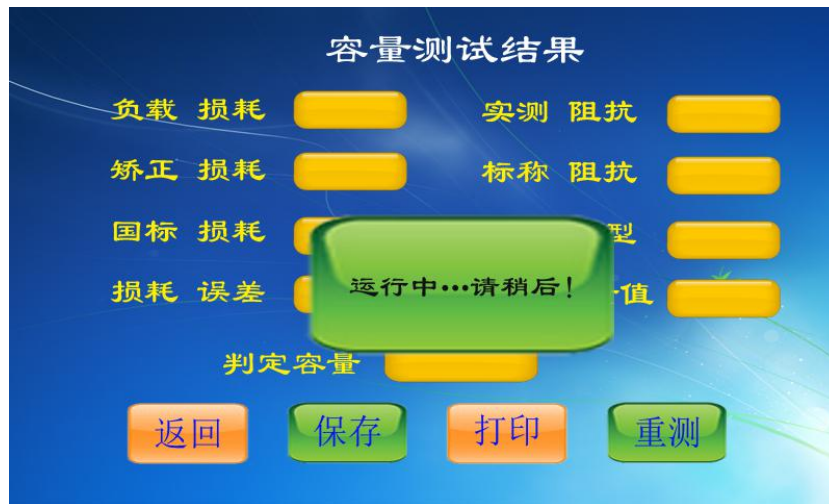 容量测试结果
负载 损耗
实测 阻抗
矫正 损耗
标称 阻抗
国标 损耗
型
损耗 误差
值
运行中…请稍后!
判定容量
返回
保存
打印
重测